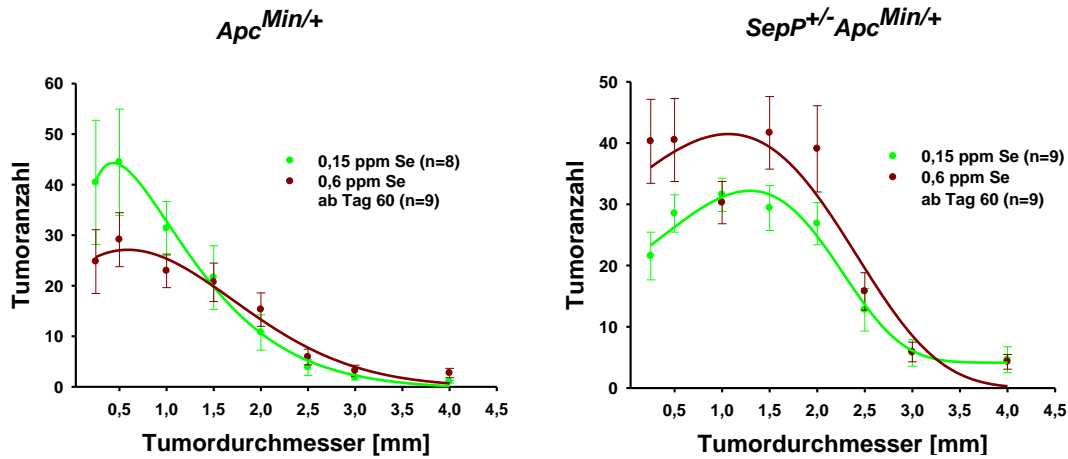 Apc^Min/+
60
50
40
30
20
10
0
Tumoranzahl
0,15 ppm Se (n=8)
0,6 ppm Se
ab Tag 60 (n=9)
0,5 1,0 1,5 2,0 2,5 3,0 3,5 4,0 4,5
Tumordurchmesser [mm]
SepP^+/-Apc^Min/+
50
40
30
20
10
0
Tumoranzahl
0,15 ppm Se (n=9)
0,6 ppm Se
ab Tag 60 (n=9)
0,5 1,0 1,5 2,0 2,5 3,0 3,5 4,0 4,5
Tumordurchmesser [mm]